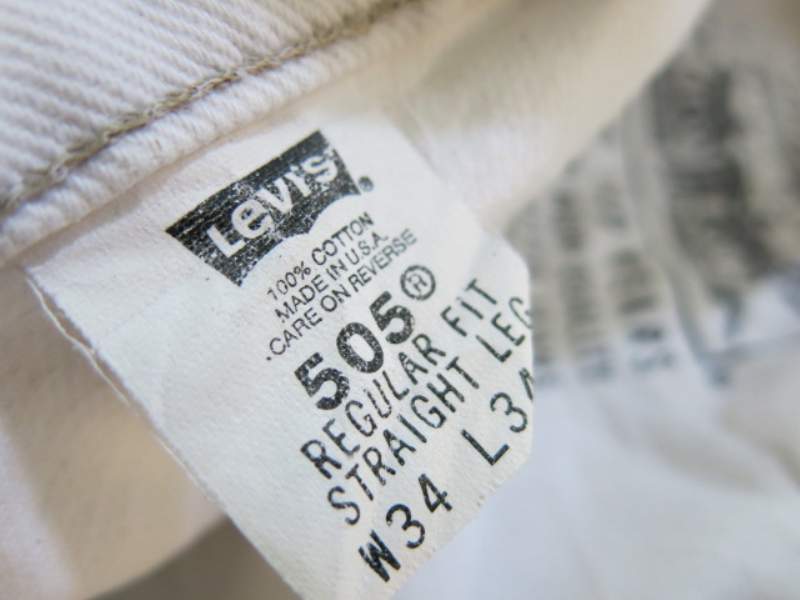 Levi's®
100% COTTON
MADE IN U.S.A.
CARE ON REVERSE
505®
REGULAR FIT
STRAIGHT LEG
W34 L34